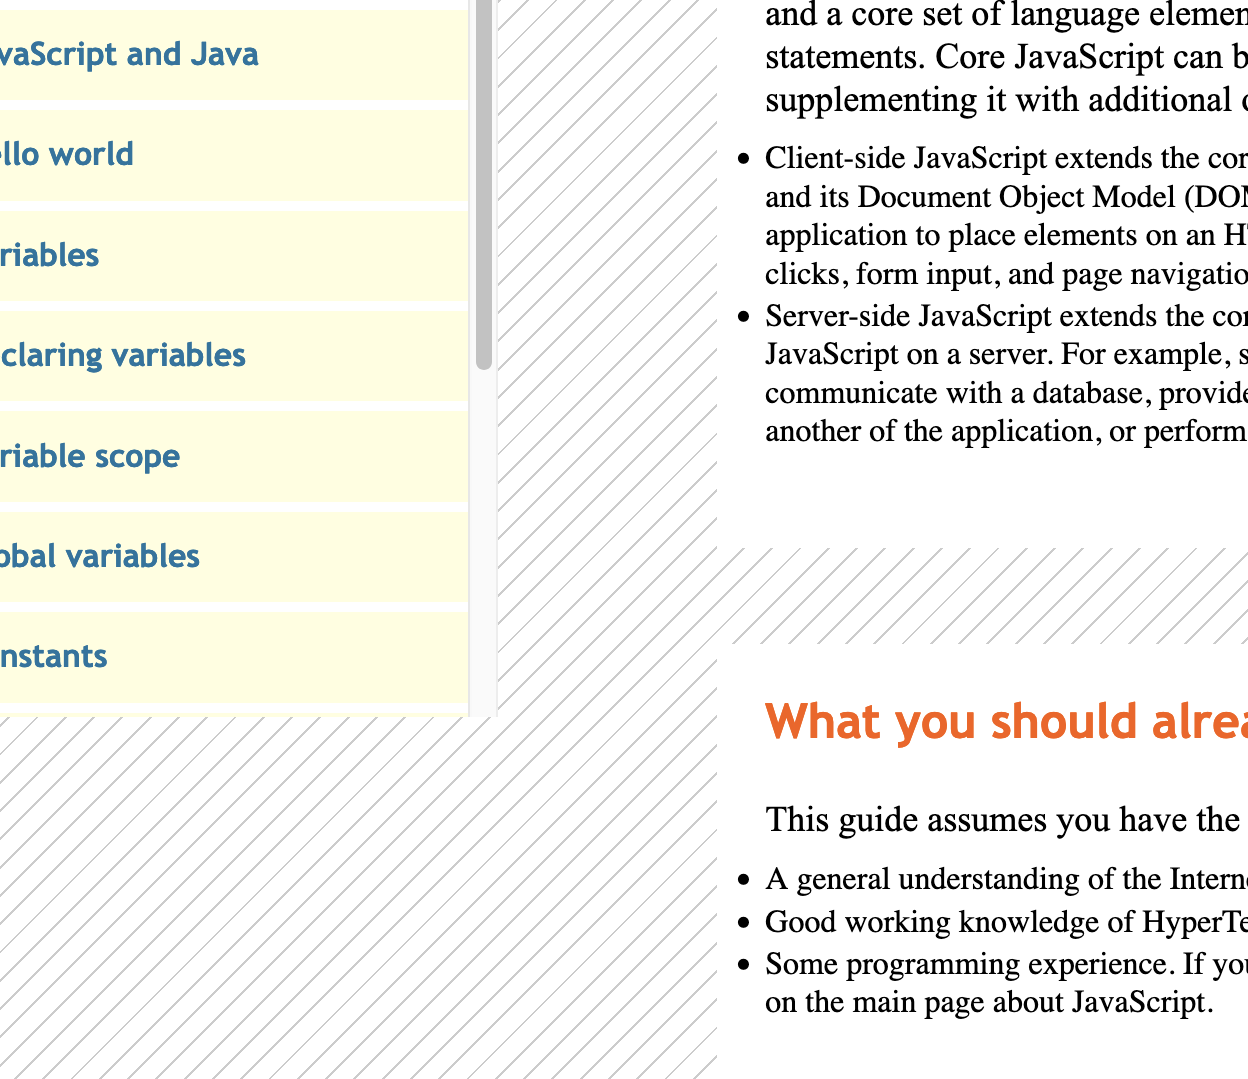 vaScript and Java
llo world
riables
claring variables
riable scope
obal variables
nstants
and a core set of language elemen
statements. Core JavaScript can b
supplementing it with additional o
Client-side JavaScript extends the cor
and its Document Object Model (DOM
application to place elements on an HT
clicks, form input, and page navigatio
Server-side JavaScript extends the cor
JavaScript on a server. For example, s
communicate with a database, provide
another of the application, or perform
What you should alrea
This guide assumes you have the
A general understanding of the Interne
Good working knowledge of HyperTe
Some programming experience. If you
on the main page about JavaScript.